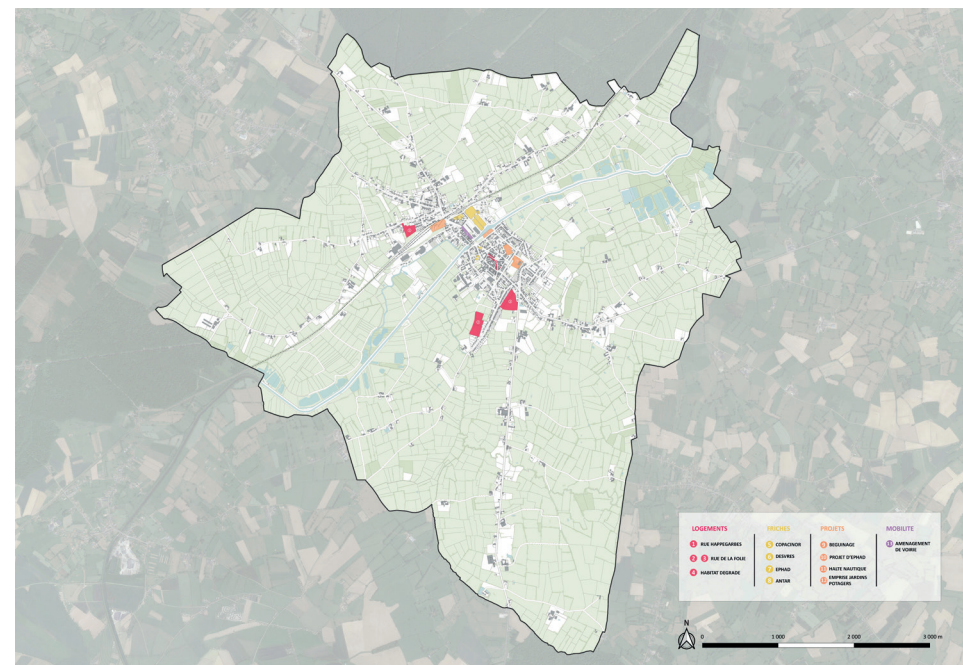 LOGEMENTS
1 RUE HAPPEGARBES
2 3 RUE DE LA FOLIE
4 HABITAT DEGRADE
FRICHES
5 COPACINOR
6 DESVRES
7 EPHAD
8 ANTAR
PROJETS
9 BEGUINAGE
10 PROJET D'EPHAD
11 HALTE NAUTIQUE
12 EMPRISE JARDINS
POTAGERS
MOBILITE
AMENAGEMENT
DE VOIRIE
N
0 1 000 2 000 3 000 m